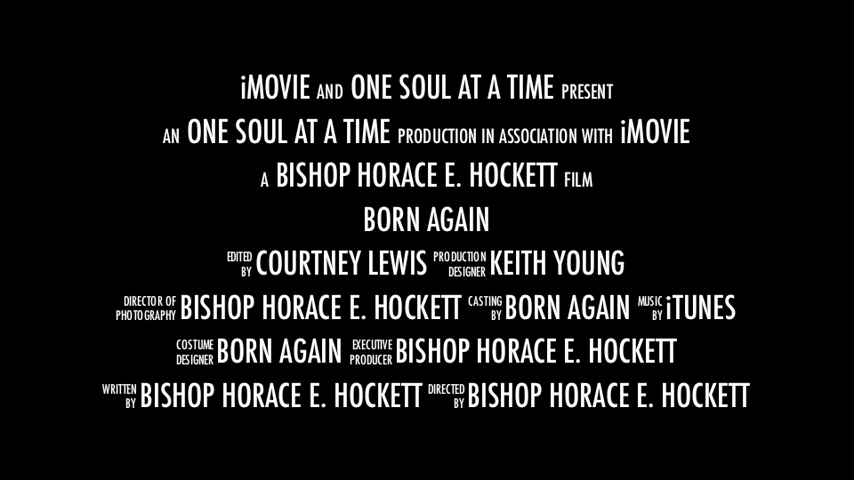 iMOVIE AND ONE SOUL AT A TIME PRESENT
AN ONE SOUL AT A TIME PRODUCTION IN ASSOCIATION WITH iMOVIE
A BISHOP HORACE E. HOCKETT FILM
BORN AGAIN
EDITED BY COURTNEY LEWIS PRODUCTION DESIGNER KEITH YOUNG
DIRECTOR OF PHOTOGRAPHY BISHOP HORACE E. HOCKETT CASTING BY BORN AGAIN MUSIC BY iTUNES
COSTUME DESIGNER BORN AGAIN EXECUTIVE PRODUCER BISHOP HORACE E. HOCKETT
WRITTEN BY BISHOP HORACE E. HOCKETT DIRECTED BY BISHOP HORACE E. HOCKETT